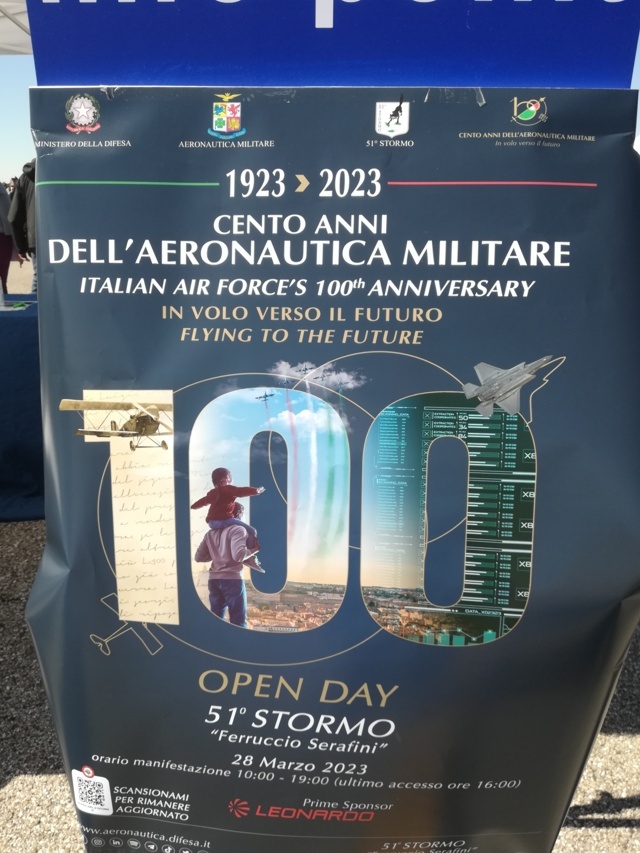 MINISTERO DELLA DIFESA
AERONAUTICA MILITARE
51° STORMO
CENTO ANNI DELL'AERONAUTICA MILITARE
In volo verso il futuro
1923 > 2023
CENTO ANNI
DELL'AERONAUTICA MILITARE
ITALIAN AIR FORCE'S 100th ANNIVERSARY
IN VOLO VERSO IL FUTURO
FLYING TO THE FUTURE
100
OPEN DAY
51° STORMO
"Ferruccio Serafini"
28 Marzo 2023
orario manifestazione 10:00 - 19:00 (ultimo accesso ore 16:00)
SCANSIONAMI
PER RIMANERE
AGGIORNATO
Prime Sponsor
LEONARDO
www.aeronautica.difesa.it
51° STORMO